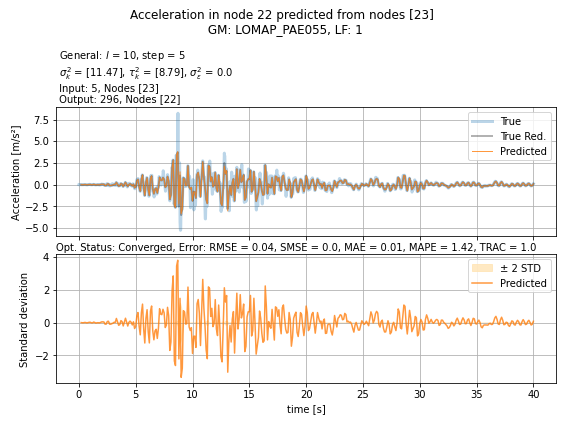 Acceleration in node 22 predicted from nodes [23]
GM: LOMAP_PAE055, LF: 1
General: l = 10, step = 5
σ²ₖ = [11.47], τ²ₖ = [8.79], σ²ε = 0.0
Input: 5, Nodes [23]
Output: 296, Nodes [22]
Acceleration [m/s²]
7.5
5.0
2.5
0.0
−2.5
−5.0
True
True Red.
Predicted
Opt. Status: Converged, Error: RMSE = 0.04, SMSE = 0.0, MAE = 0.01, MAPE = 1.42, TRAC = 1.0
Standard deviation
4
2
0
−2
± 2 STD
Predicted
0 5 10 15 20 25 30 35 40
time [s]